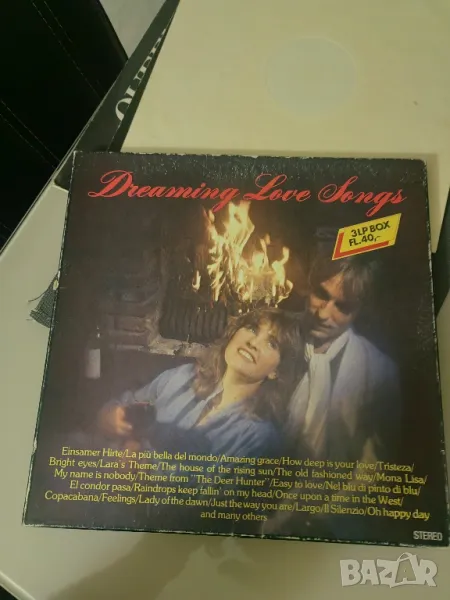 Dreaming Love Songs
3LP BOX
FL.40,-
Einsamer Hirte/La più bella del mondo/Amazing grace/How deep is your love/Tristeza/
Bright eyes/Lara's Theme/The house of the rising sun/The old fashioned way/Mona Lisa/
My name is nobody/Theme from "The Deer Hunter"/Easy to love/Nel blu di pinto di blu/
El condor pasa/Raindrops keep fallin' on my head/Once upon a time in the West/
Copacabana/Feelings/Lady of the dawn/Just the way you are/Largo/Il Silenzio/Oh happy day
and many others
STEREO
BAZAR